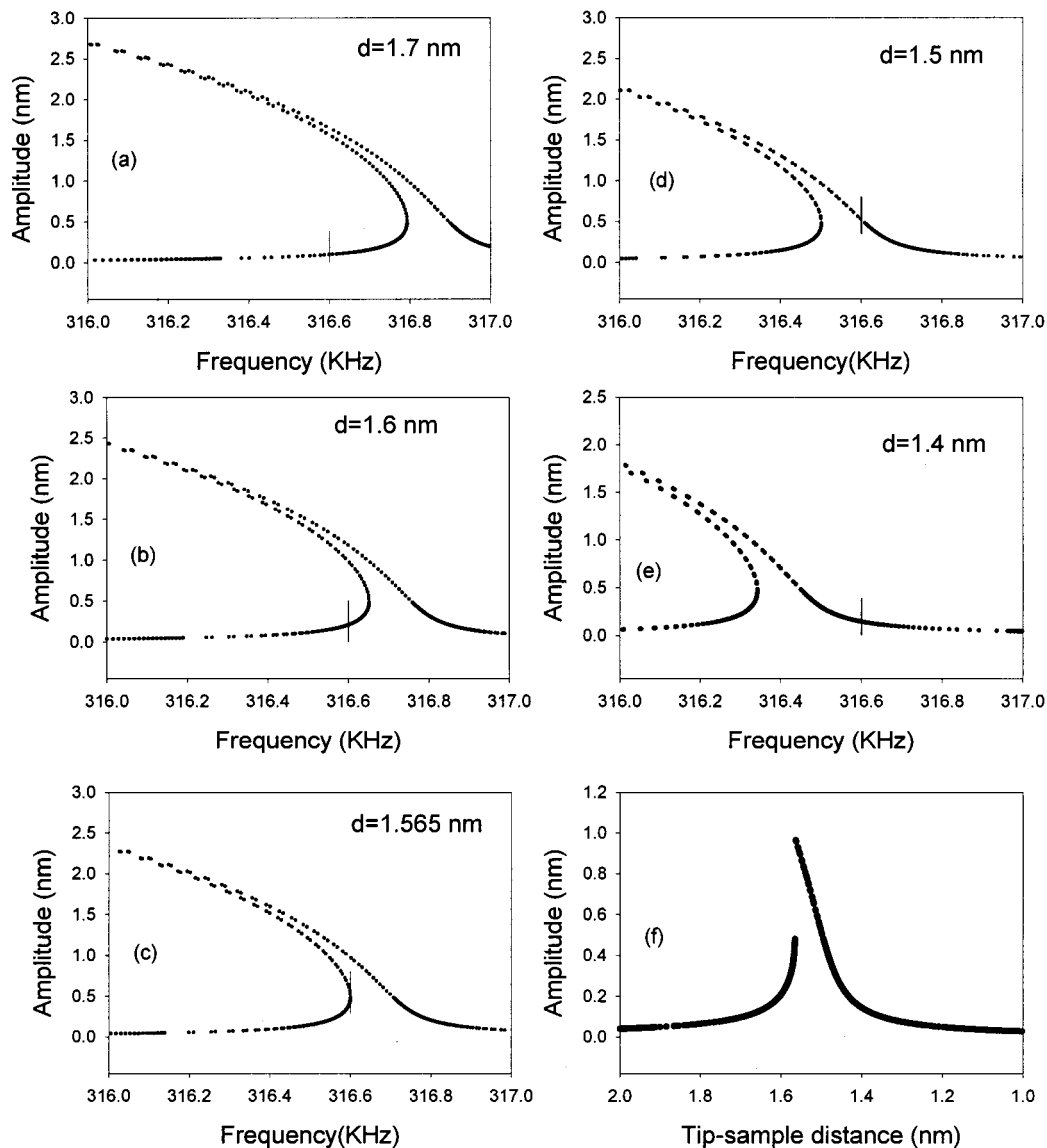 3.0
2.5
2.0
1.5
1.0
0.5
0.0
Amplitude (nm)
d=1.7 nm
(a)
316.0 316.2 316.4 316.6 316.8 317.0
Frequency (KHz)
3.0
2.5
2.0
1.5
1.0
0.5
0.0
Amplitude (nm)
d=1.5 nm
(d)
316.0 316.2 316.4 316.6 316.8 317.0
Frequency(KHz)
3.0
2.5
2.0
1.5
1.0
0.5
0.0
Amplitude (nm)
d=1.6 nm
(b)
316.0 316.2 316.4 316.6 316.8 317.0
Frequency (KHz)
2.5
2.0
1.5
1.0
0.5
0.0
Amplitude (nm)
d=1.4 nm
(e)
316.0 316.2 316.4 316.6 316.8 317.0
Frequency (KHz)
3.0
2.5
2.0
1.5
1.0
0.5
0.0
Amplitude (nm)
d=1.565 nm
(c)
316.0 316.2 316.4 316.6 316.8 317.0
Frequency(KHz)
1.2
1.0
0.8
0.6
0.4
0.2
0.0
Amplitude (nm)
(f)
2.0 1.8 1.6 1.4 1.2 1.0
Tip-sample distance (nm)